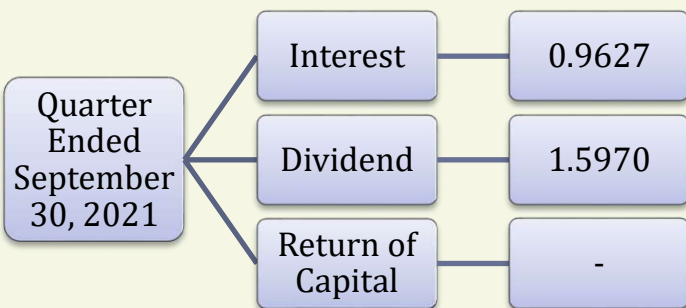 Quarter
Ended
September
30, 2021
Interest
0.9627
Dividend
1.5970
Return of
Capital
-